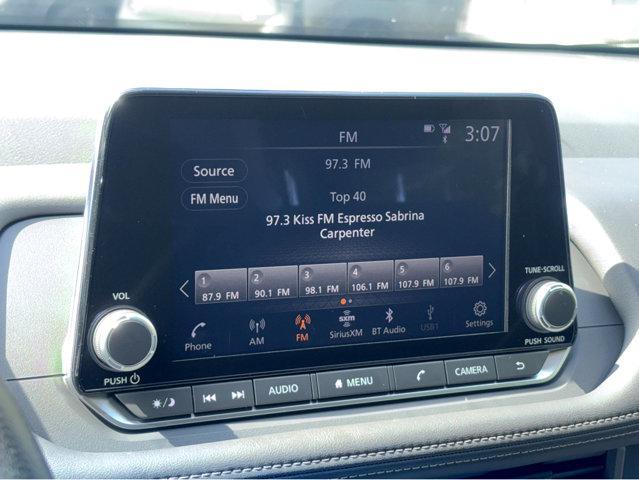 FM
3:07
Source
97.3 FM
FM Menu
Top 40
97.3 Kiss FM Espresso Sabrina
Carpenter
1 2 3 4 5 6
87.9 FM 90.1 FM 98.1 FM 106.1 FM 107.9 FM 107.9 FM
Phone
AM
FM
sxm
SiriusXM
BT Audio
USB1
Settings
VOL
PUSH
TUNE-SCROLL
PUSH SOUND
AUDIO
MENU
CAMERA